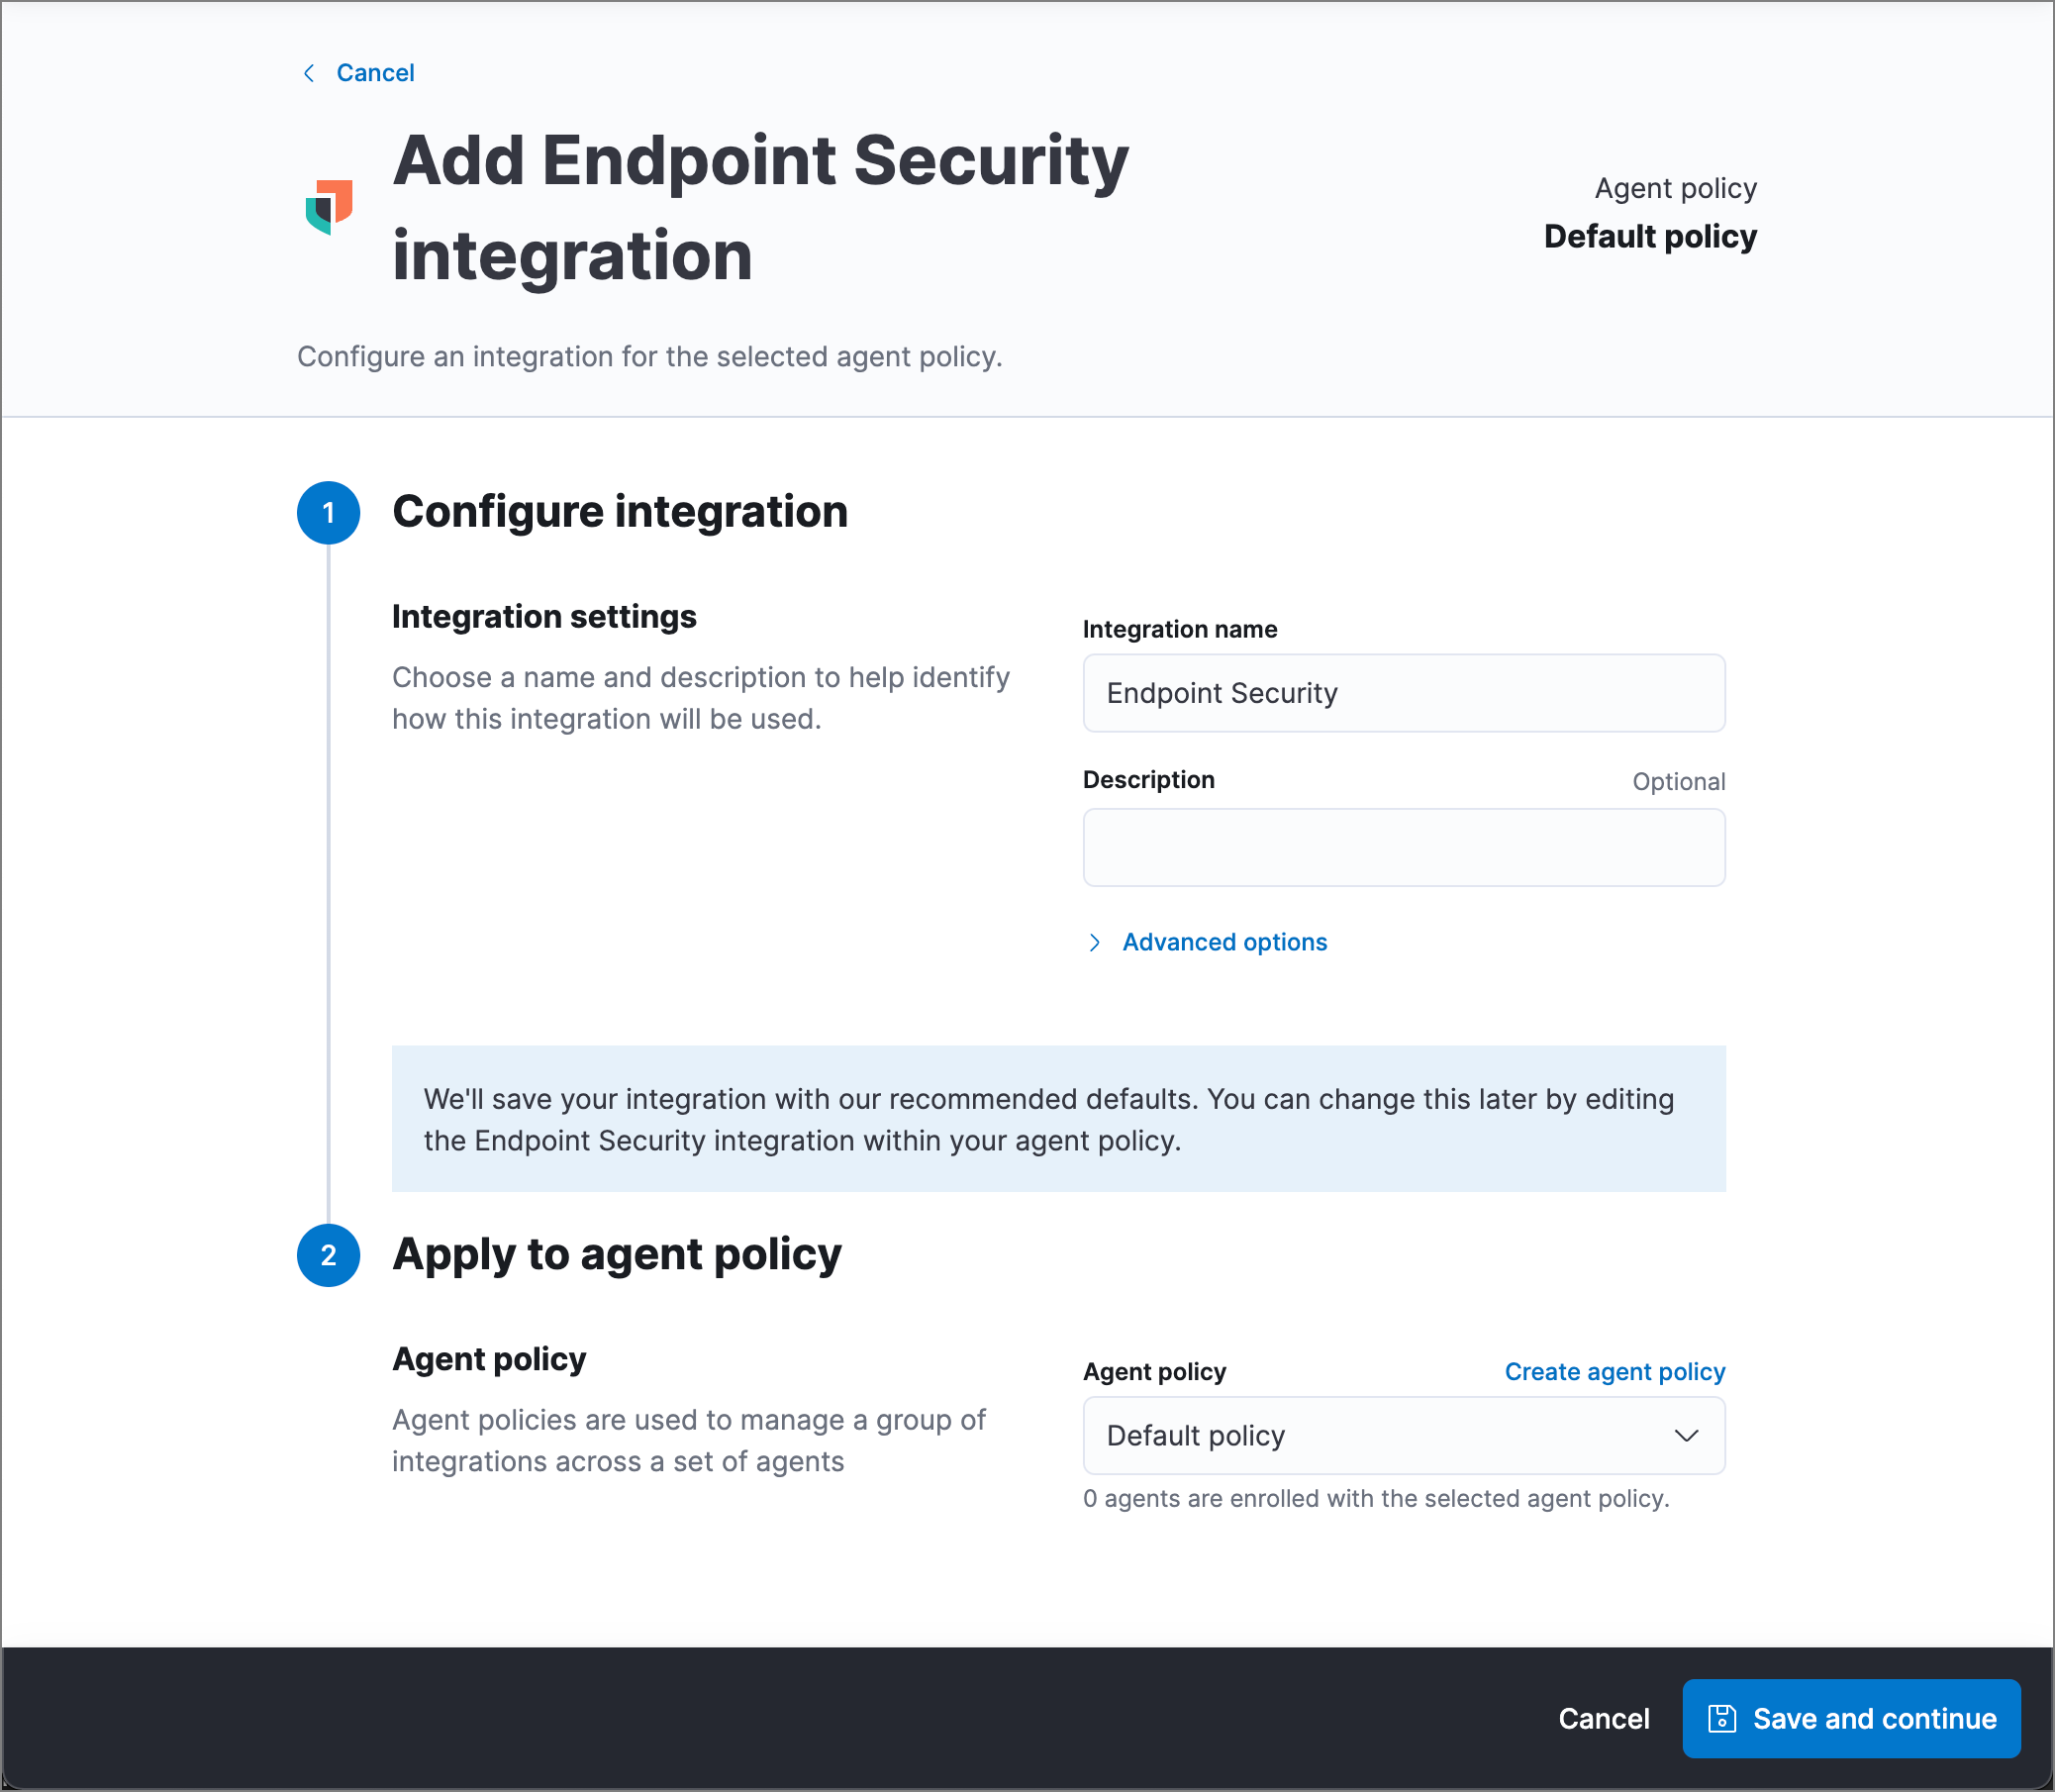 Cancel
Add Endpoint Security
integration
Agent policy
Default policy
Configure an integration for the selected agent policy.
1
Configure integration
Integration settings
Choose a name and description to help identify
how this integration will be used.
Integration name
Endpoint Security
Description
Optional
Advanced options
We'll save your integration with our recommended defaults. You can change this later by editing
the Endpoint Security integration within your agent policy.
2
Apply to agent policy
Agent policy
Agent policies are used to manage a group of
integrations across a set of agents
Agent policy
Create agent policy
Default policy
0 agents are enrolled with the selected agent policy.
Cancel
Save and continue